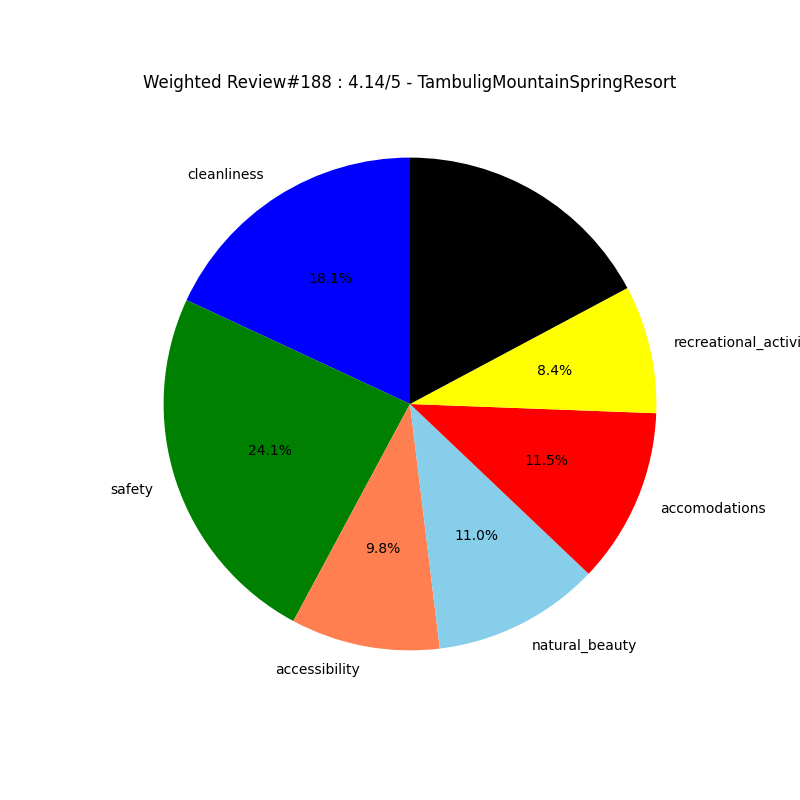 Weighted Review#188 : 4.14/5 - TambuligMountainSpringResort
cleanliness
18.1%
recreational_activi
8.4%
24.1%
11.5%
safety
accomodations
9.8%
11.0%
natural_beauty
accessibility